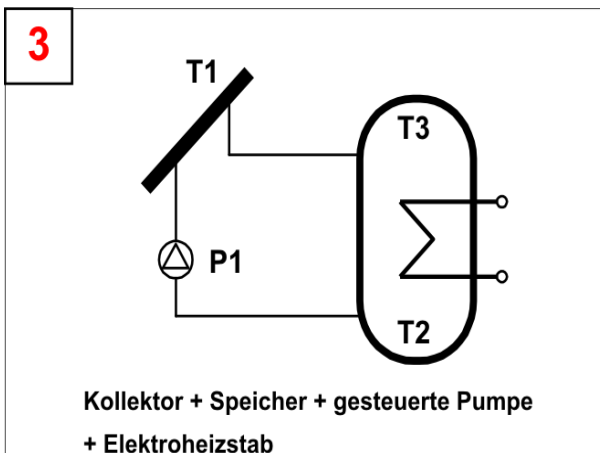 3
T1
T3
P1
T2
Kollektor + Speicher + gesteuerte Pumpe
+ Elektroheizstab